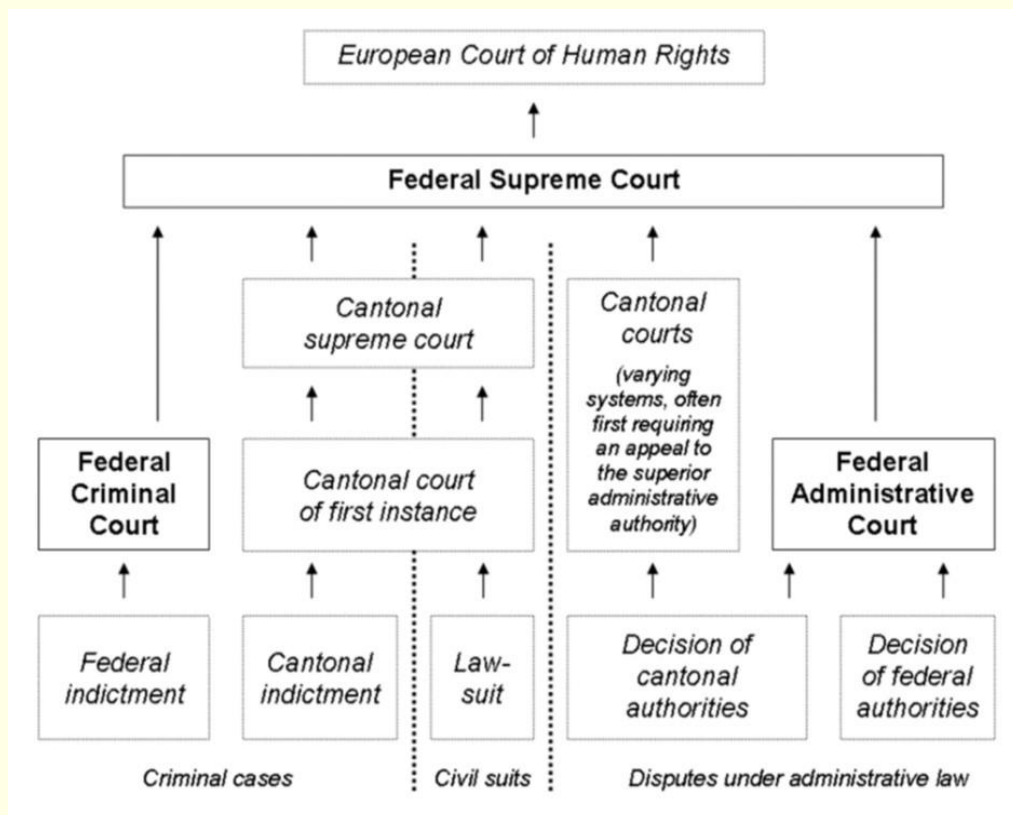 European Court of Human Rights
Federal Supreme Court
Cantonal
supreme court
Cantonal
courts
(varying
systems, often
first requiring
an appeal to
the superior
administrative
authority)
Federal
Criminal
Court
Cantonal court
of first instance
Federal
Administrative
Court
Federal
indictment
Cantonal
indictment
Law-
suit
Decision of
cantonal
authorities
Decision
of federal
authorities
Criminal cases
Civil suits
Disputes under administrative law